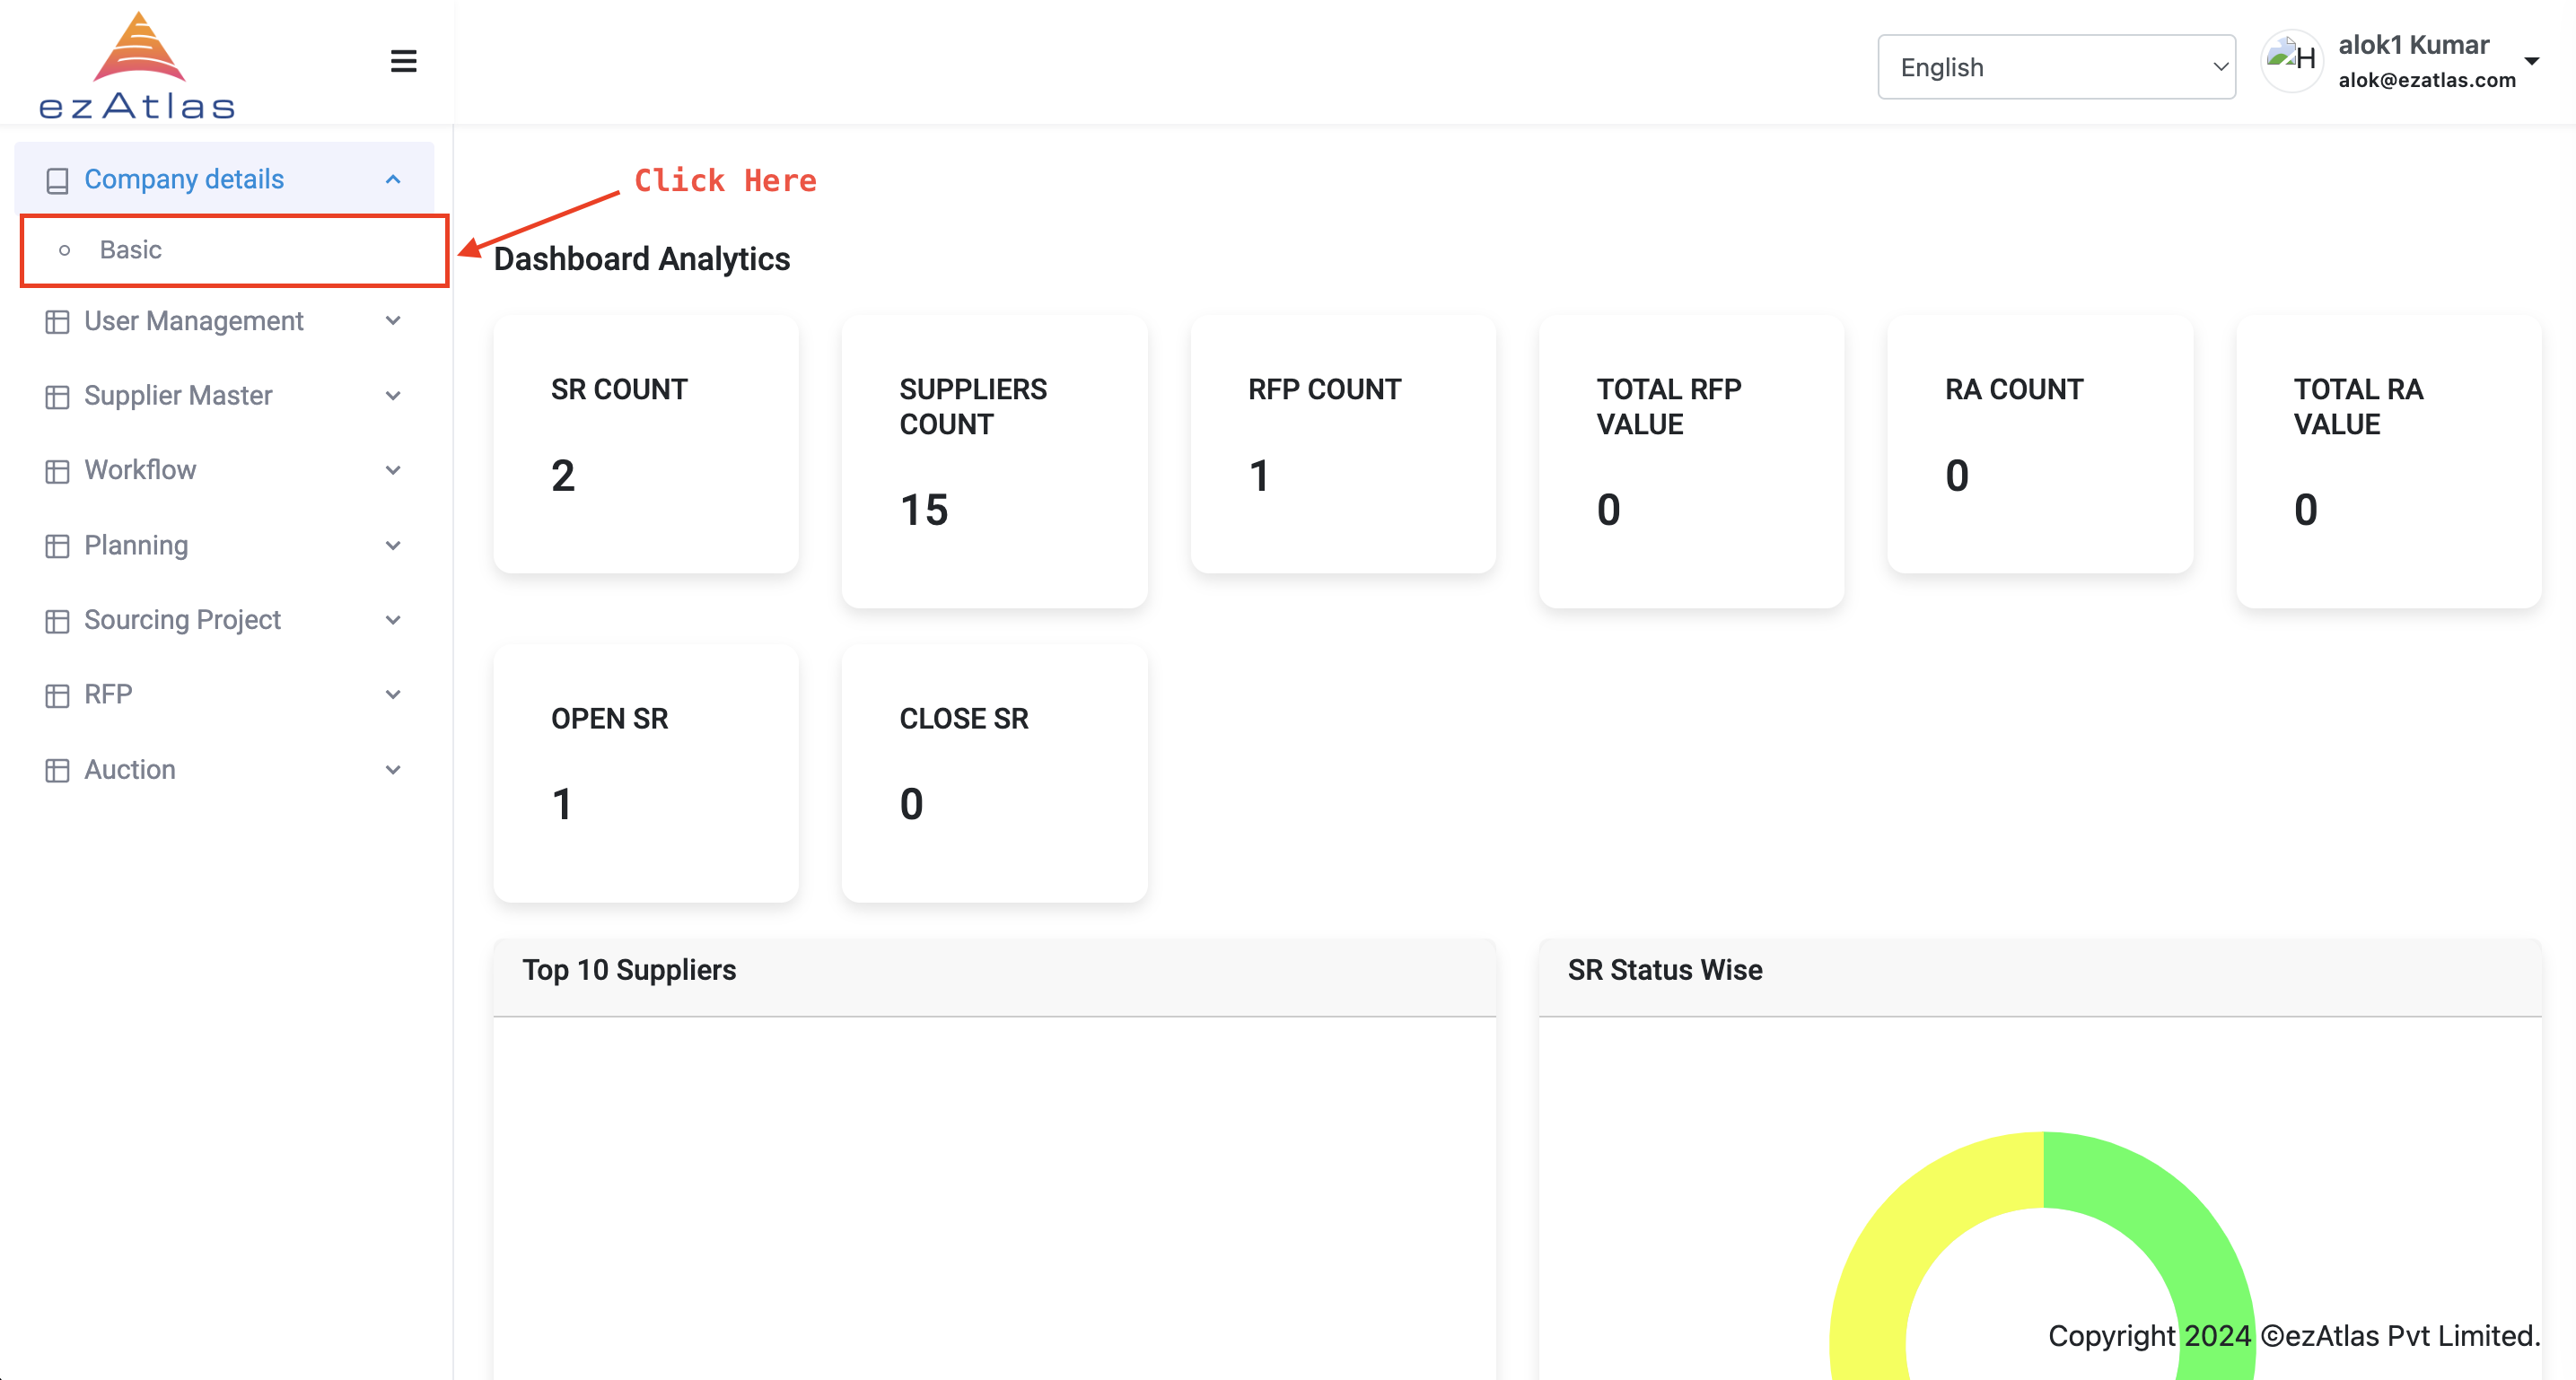 ezAtlas
English
H
alok1 Kumar
alok@ezatlas.com
Company details
Click Here
Basic
Dashboard Analytics
User Management
Supplier Master
Workflow
Planning
Sourcing Project
RFP
Auction
SR COUNT
2
SUPPLIERS
COUNT
15
RFP COUNT
1
TOTAL RFP
VALUE
0
RA COUNT
0
TOTAL RA
VALUE
0
OPEN SR
1
CLOSE SR
0
Top 10 Suppliers
SR Status Wise
Copyright 2024 ©ezAtlas Pvt Limited.